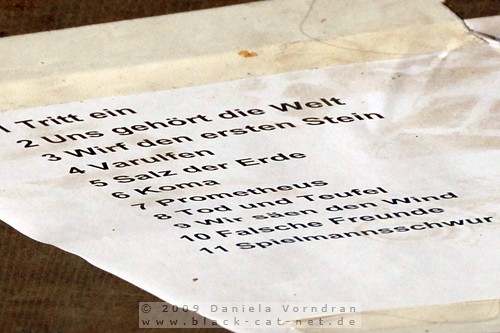 1 Tritt ein
2 Uns gehört die Welt
3 Wirf den ersten Stein
4 Varulfen
5 Salz der Erde
6 Koma
7 Prometheus
8 Tod und Teufel
9 Wir säen den Wind
10 Falsche Freunde
11 Spielmannsschwur
© 2009 Daniela Vorndran
www.black-cat-net.de